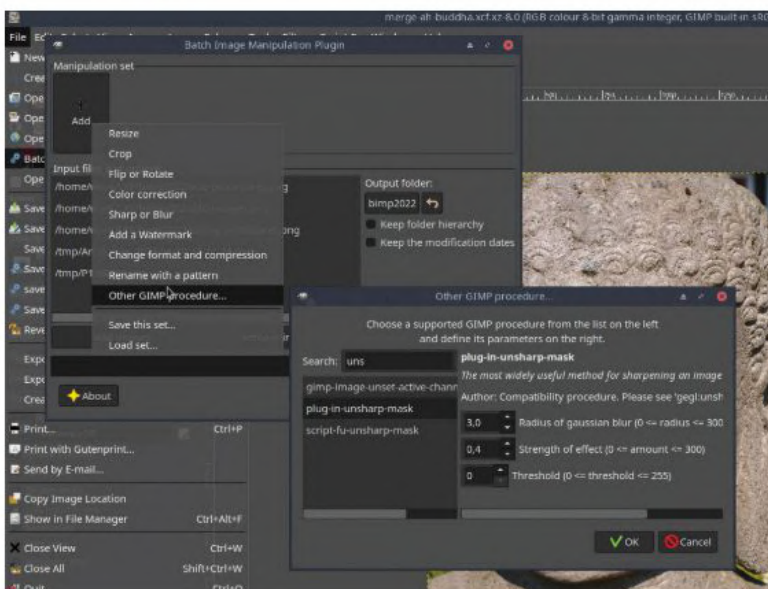 merge-ah-buddha.xcf.xz-8.0 (RGB colour 8-bit gamma integer, GIMP built-in sRG
File Ed
Batch Image Manipulation Plugin
New
Manipulation set
Crea
Ope
Ope
Add
Ope
Batc
Ope
Resize
Crop
Flip or Rotate
Color correction
Sharp or Blur
Add a Watermark
Change format and compression
Rename with a pattern
Other GIMP procedure...
Save this set...
Load set...
Input fil
/home/
/home/
/tmp/Ar
/tmp/P1
Output folder:
bimp2022
Keep folder hierarchy
Keep the modification dates
Save
Save
Save
Save
save
Save
Reve
Expo
Expo
Crea
About
Print... Ctrl+P
Print with Gutenprint...
Send by E-mail...
Copy Image Location
Show in File Manager Ctrl+Alt+F
Close View Ctrl+W
Close All Shift+Ctrl+W
Quit Ctrl+Q
Other GIMP procedure...
Choose a supported GIMP procedure from the list on the left
and define its parameters on the right.
Search: uns
gimp-image-unset-active-chann
plug-in-unsharp-mask
script-fu-unsharp-mask
plug-in-unsharp-mask
The most widely useful method for sharpening an image
Author: Compatibility procedure. Please see 'gegl:unsh
3,0 Radius of gaussian blur (0 <= radius <= 300
0,4 Strength of effect (0 <= amount <= 300)
0 Threshold (0 <= threshold <= 255)
OK
Cancel